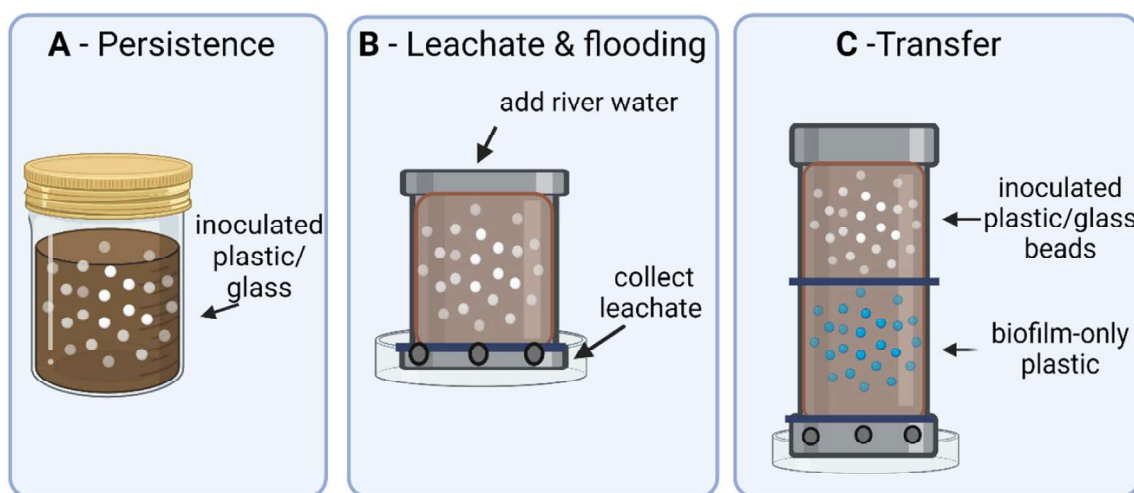 A - Persistence
inoculated
plastic/
glass
B - Leachate & flooding
add river water
collect
leachate
C -Transfer
inoculated
plastic/glass
beads
biofilm-only
plastic